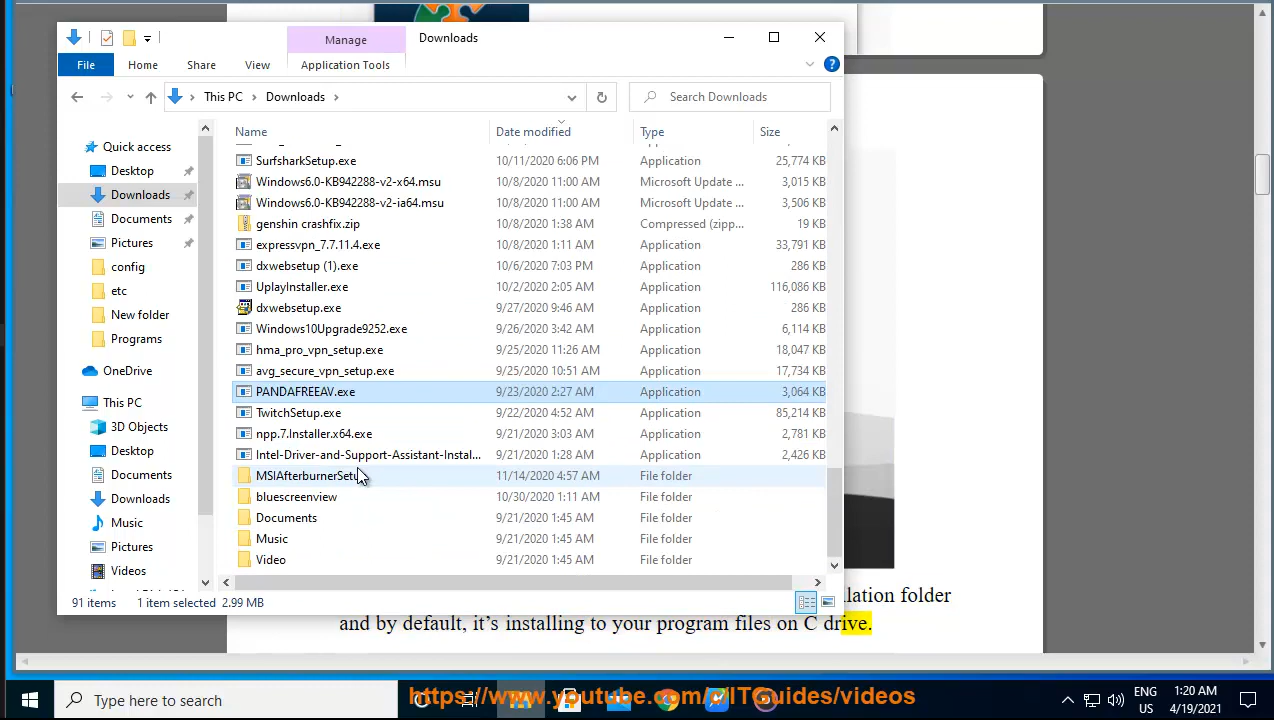 Manage
Downloads
File
Home
Share
View
Application Tools
This PC
Downloads
Search Downloads
Name
Date modified
Type
Size
Quick access
Desktop
Downloads
Documents
Pictures
config
etc
New folder
Programs
OneDrive
This PC
3D Objects
Desktop
Documents
Downloads
Music
Pictures
Videos
SurfsharkSetup.exe 10/11/2020 6:06 PM Application 25,774 KB
Windows6.0-KB942288-v2-x64.msu 10/8/2020 11:00 AM Microsoft Update ... 3,015 KB
Windows6.0-KB942288-v2-ia64.msu 10/8/2020 11:00 AM Microsoft Update ... 3,506 KB
genshin crashfix.zip 10/8/2020 1:38 AM Compressed (zipp... 19 KB
expressvpn_7.7.11.4.exe 10/8/2020 1:11 AM Application 33,791 KB
dxwebsetup (1).exe 10/6/2020 7:03 PM Application 286 KB
UplayInstaller.exe 10/2/2020 2:05 AM Application 116,086 KB
dxwebsetup.exe 9/27/2020 9:46 AM Application 286 KB
Windows10Upgrade9252.exe 9/26/2020 3:42 AM Application 6,114 KB
hma_pro_vpn_setup.exe 9/25/2020 11:26 AM Application 18,047 KB
avg_secure_vpn_setup.exe 9/25/2020 10:51 AM Application 17,734 KB
PANDAFREEAV.exe 9/23/2020 2:27 AM Application 3,064 KB
TwitchSetup.exe 9/22/2020 4:52 AM Application 85,214 KB
npp.7.Installer.x64.exe 9/21/2020 3:03 AM Application 2,781 KB
Intel-Driver-and-Support-Assistant-Instal... 9/21/2020 1:28 AM Application 2,426 KB
MSIAfterburnerSetu 11/14/2020 4:57 AM File folder
bluescreenview 10/30/2020 1:11 AM File folder
Documents 9/21/2020 1:45 AM File folder
Music 9/21/2020 1:45 AM File folder
Video 9/21/2020 1:45 AM File folder
91 items 1 item selected 2.99 MB
llation folder
and by default, it’s installing to your program files on C drive.
Type here to search
https://www.youtube.com/c/ITGuides/videos
ENG
US
1:20 AM
4/19/2021